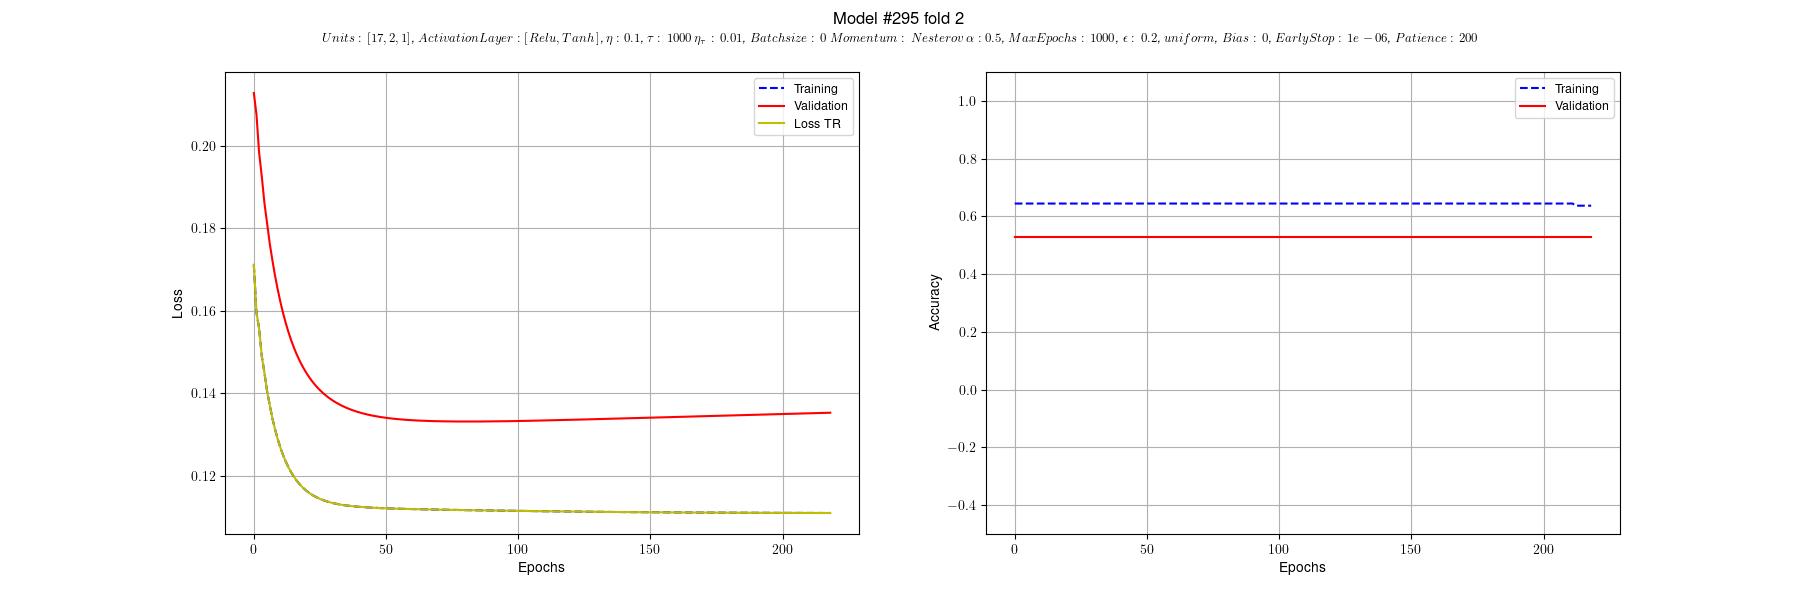 Model #295 fold 2
Units : [17, 2, 1], ActivationLayer : [Relu, Tanh], η : 0.1, τ : 1000 η_τ : 0.01, Batchsize : 0 Momentum : Nesterov α : 0.5, MaxEpochs : 1000, ϵ : 0.2, uniform, Bias : 0, EarlyStop : 1e − 06, Patience : 200
Training
Validation
Loss TR
0.20
0.18
0.16
0.14
0.12
Loss
0 50 100 150 200
Epochs
Training
Validation
1.0
0.8
0.6
0.4
0.2
0.0
−0.2
−0.4
Accuracy
0 50 100 150 200
Epochs